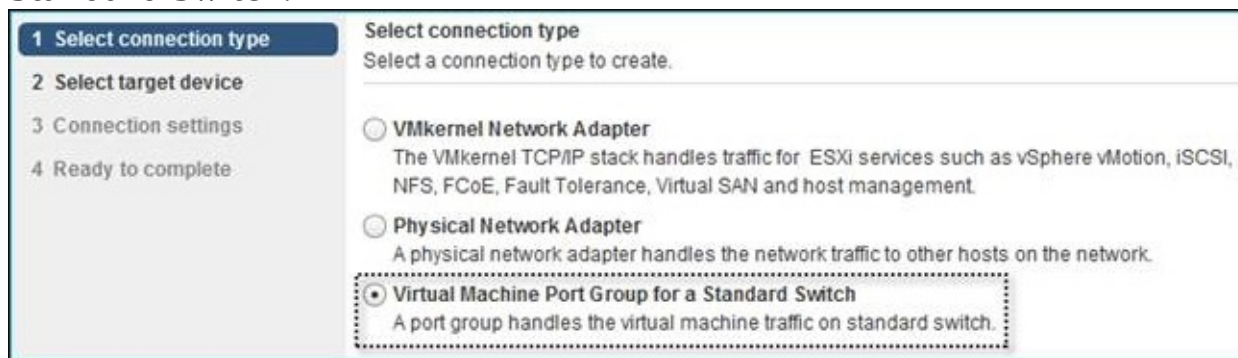 1 Select connection type
2 Select target device
3 Connection settings
4 Ready to complete
Select connection type
Select a connection type to create.
VMkernel Network Adapter
The VMkernel TCP/IP stack handles traffic for ESXi services such as vSphere vMotion, iSCSI,
NFS, FCoE, Fault Tolerance, Virtual SAN and host management.
Physical Network Adapter
A physical network adapter handles the network traffic to other hosts on the network.
Virtual Machine Port Group for a Standard Switch
A port group handles the virtual machine traffic on standard switch.